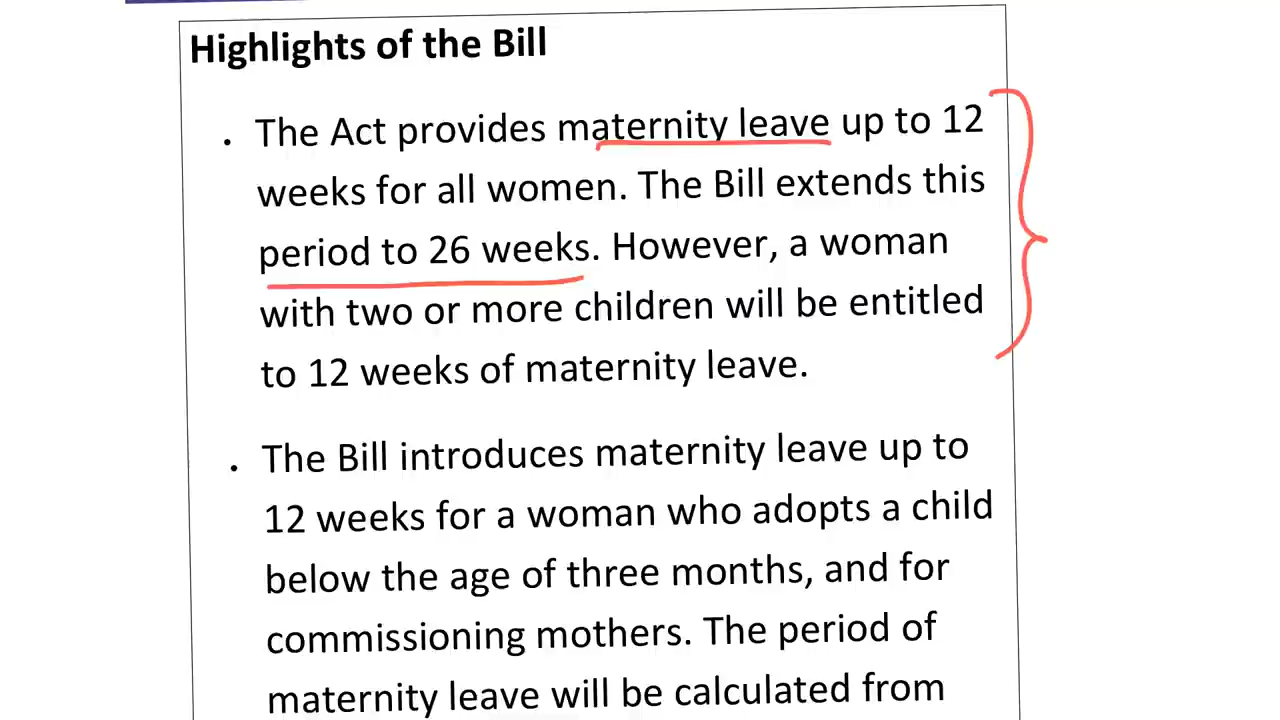 Highlights of the Bill
. The Act provides maternity leave up to 12
weeks for all women. The Bill extends this
period to 26 weeks. However, a woman
with two or more children will be entitled
to 12 weeks of maternity leave.
. The Bill introduces maternity leave up to
12 weeks for a woman who adopts a child
below the age of three months, and for
commissioning mothers. The period of
maternity leave will be calculated from